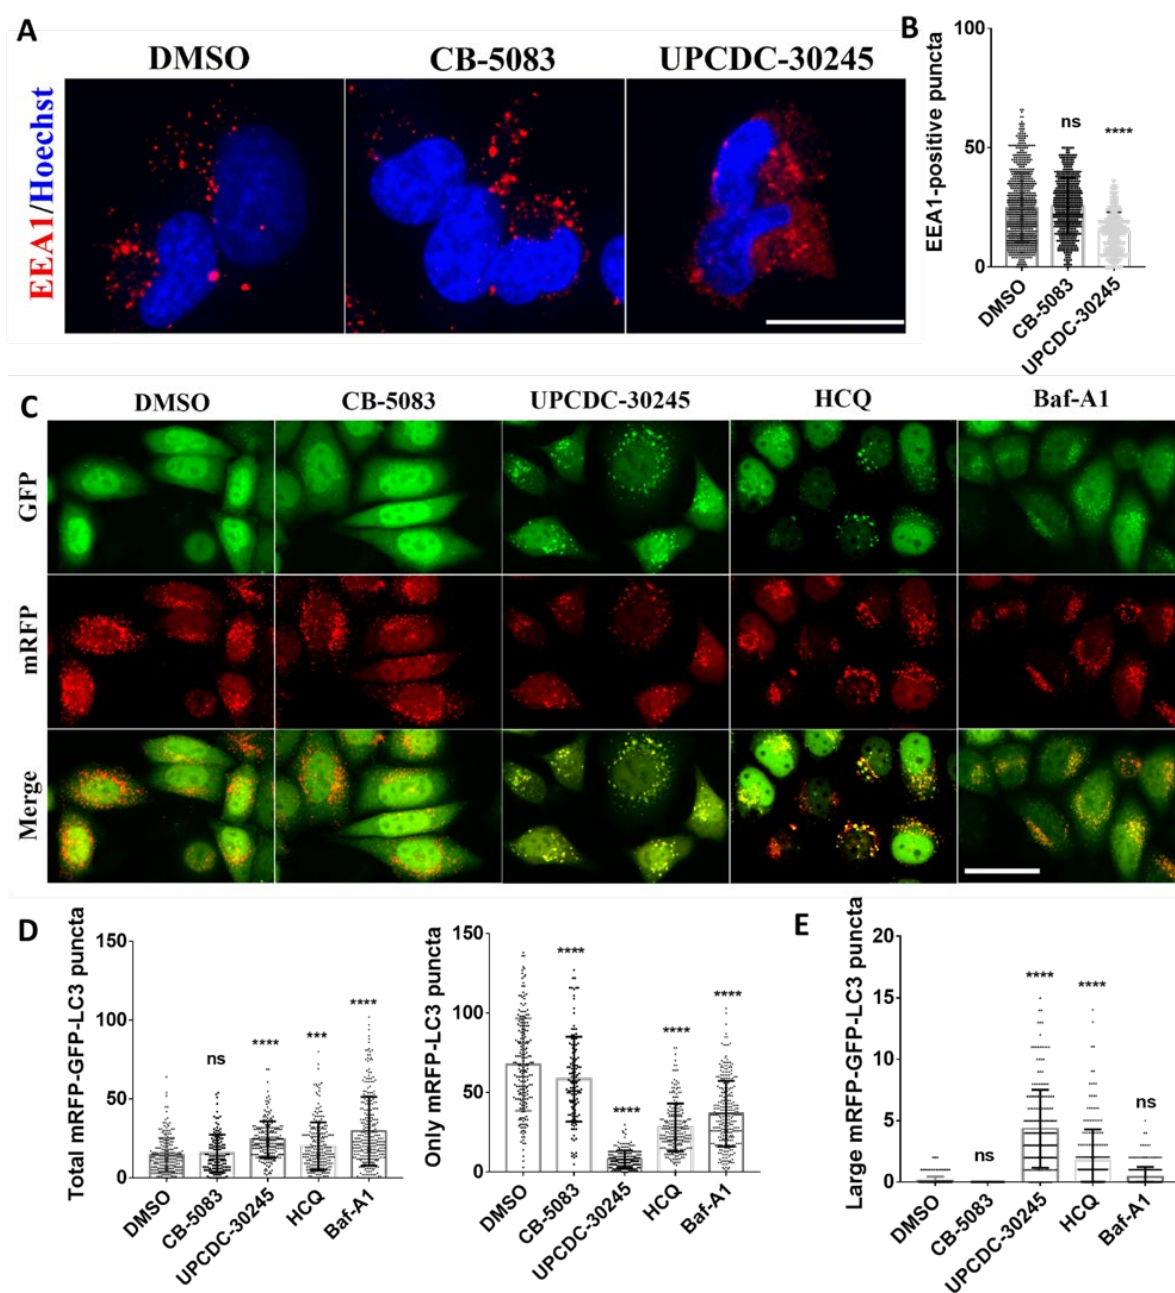 A
DMSO
CB-5083
UPCDC-30245
EEA1/Hoechst
B
EEA1-positive puncta
100
50
0
ns
****
DMSO
CB-5083
UPCDC-30245
C
DMSO
CB-5083
UPCDC-30245
HCQ
Baf-A1
GFP
mRFP
Merge
D
Total mRFP-GFP-LC3 puncta
150
100
50
0
ns
****
***
****
DMSO
CB-5083
UPCDC-30245
HCQ
Baf-A1
Only mRFP-LC3 puncta
150
100
50
0
****
****
****
****
DMSO
CB-5083
UPCDC-30245
HCQ
Baf-A1
E
Large mRFP-GFP-LC3 puncta
20
15
10
5
0
ns
****
****
ns
DMSO
CB-5083
UPCDC-30245
HCQ
Baf-A1